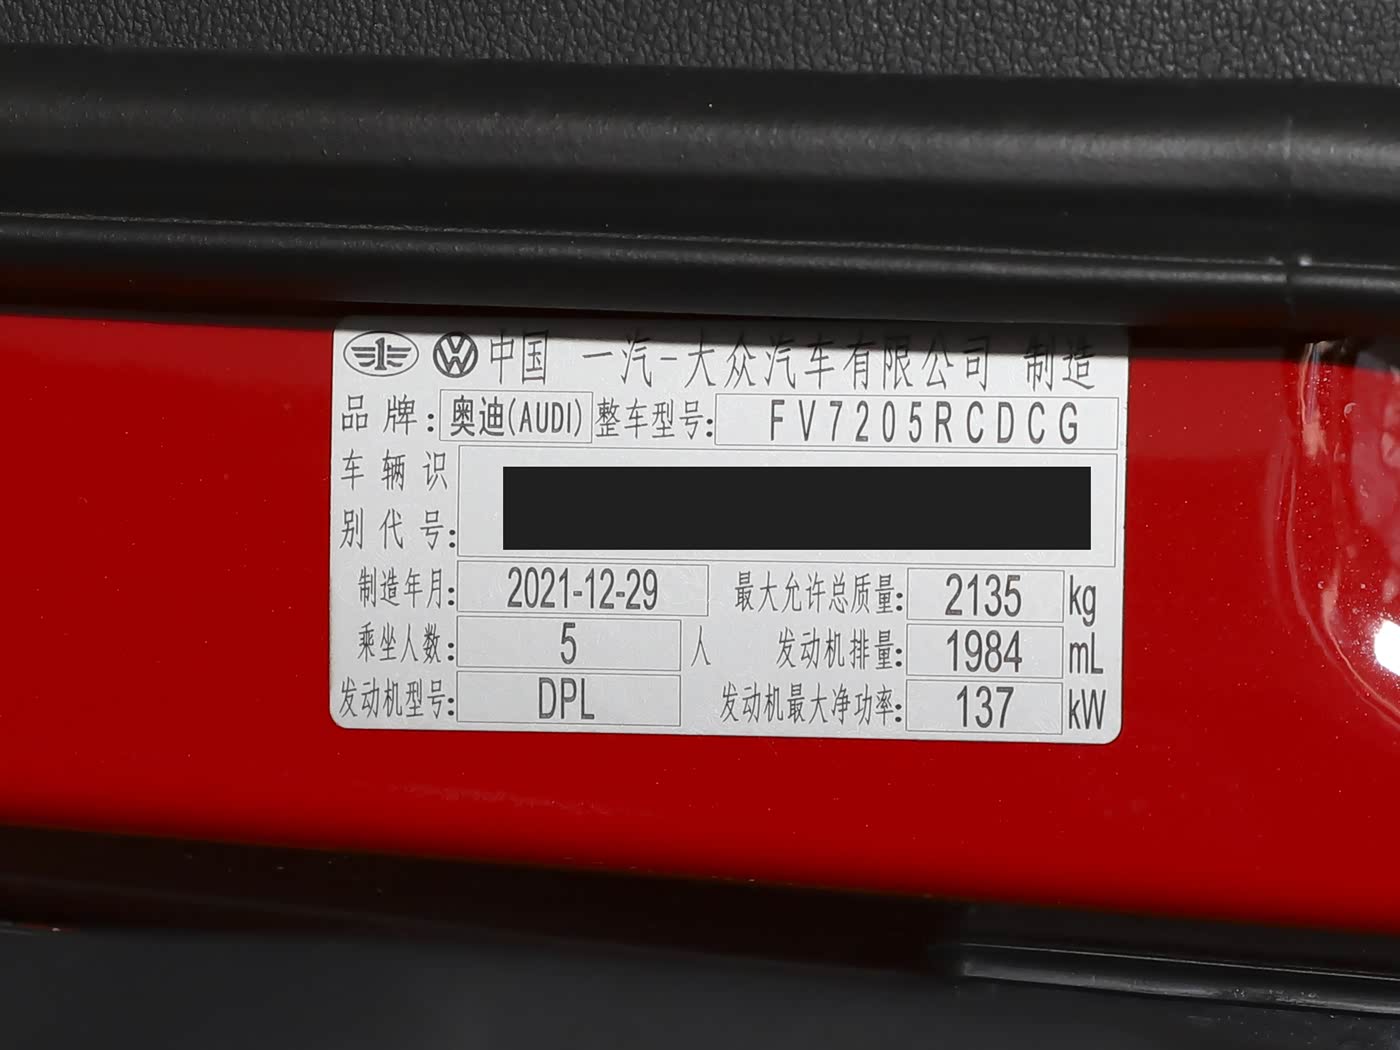 中国 一汽-大众汽车有限公司 制造
品牌: 奥迪(AUDI) 整车型号: FV7205RCDCG
车辆识
别代号:
制造年月: 2021-12-29 最大允许总质量: 2135 kg
乘坐人数: 5 人 发动机排量: 1984 mL
发动机型号: DPL 发动机最大净功率: 137 kW